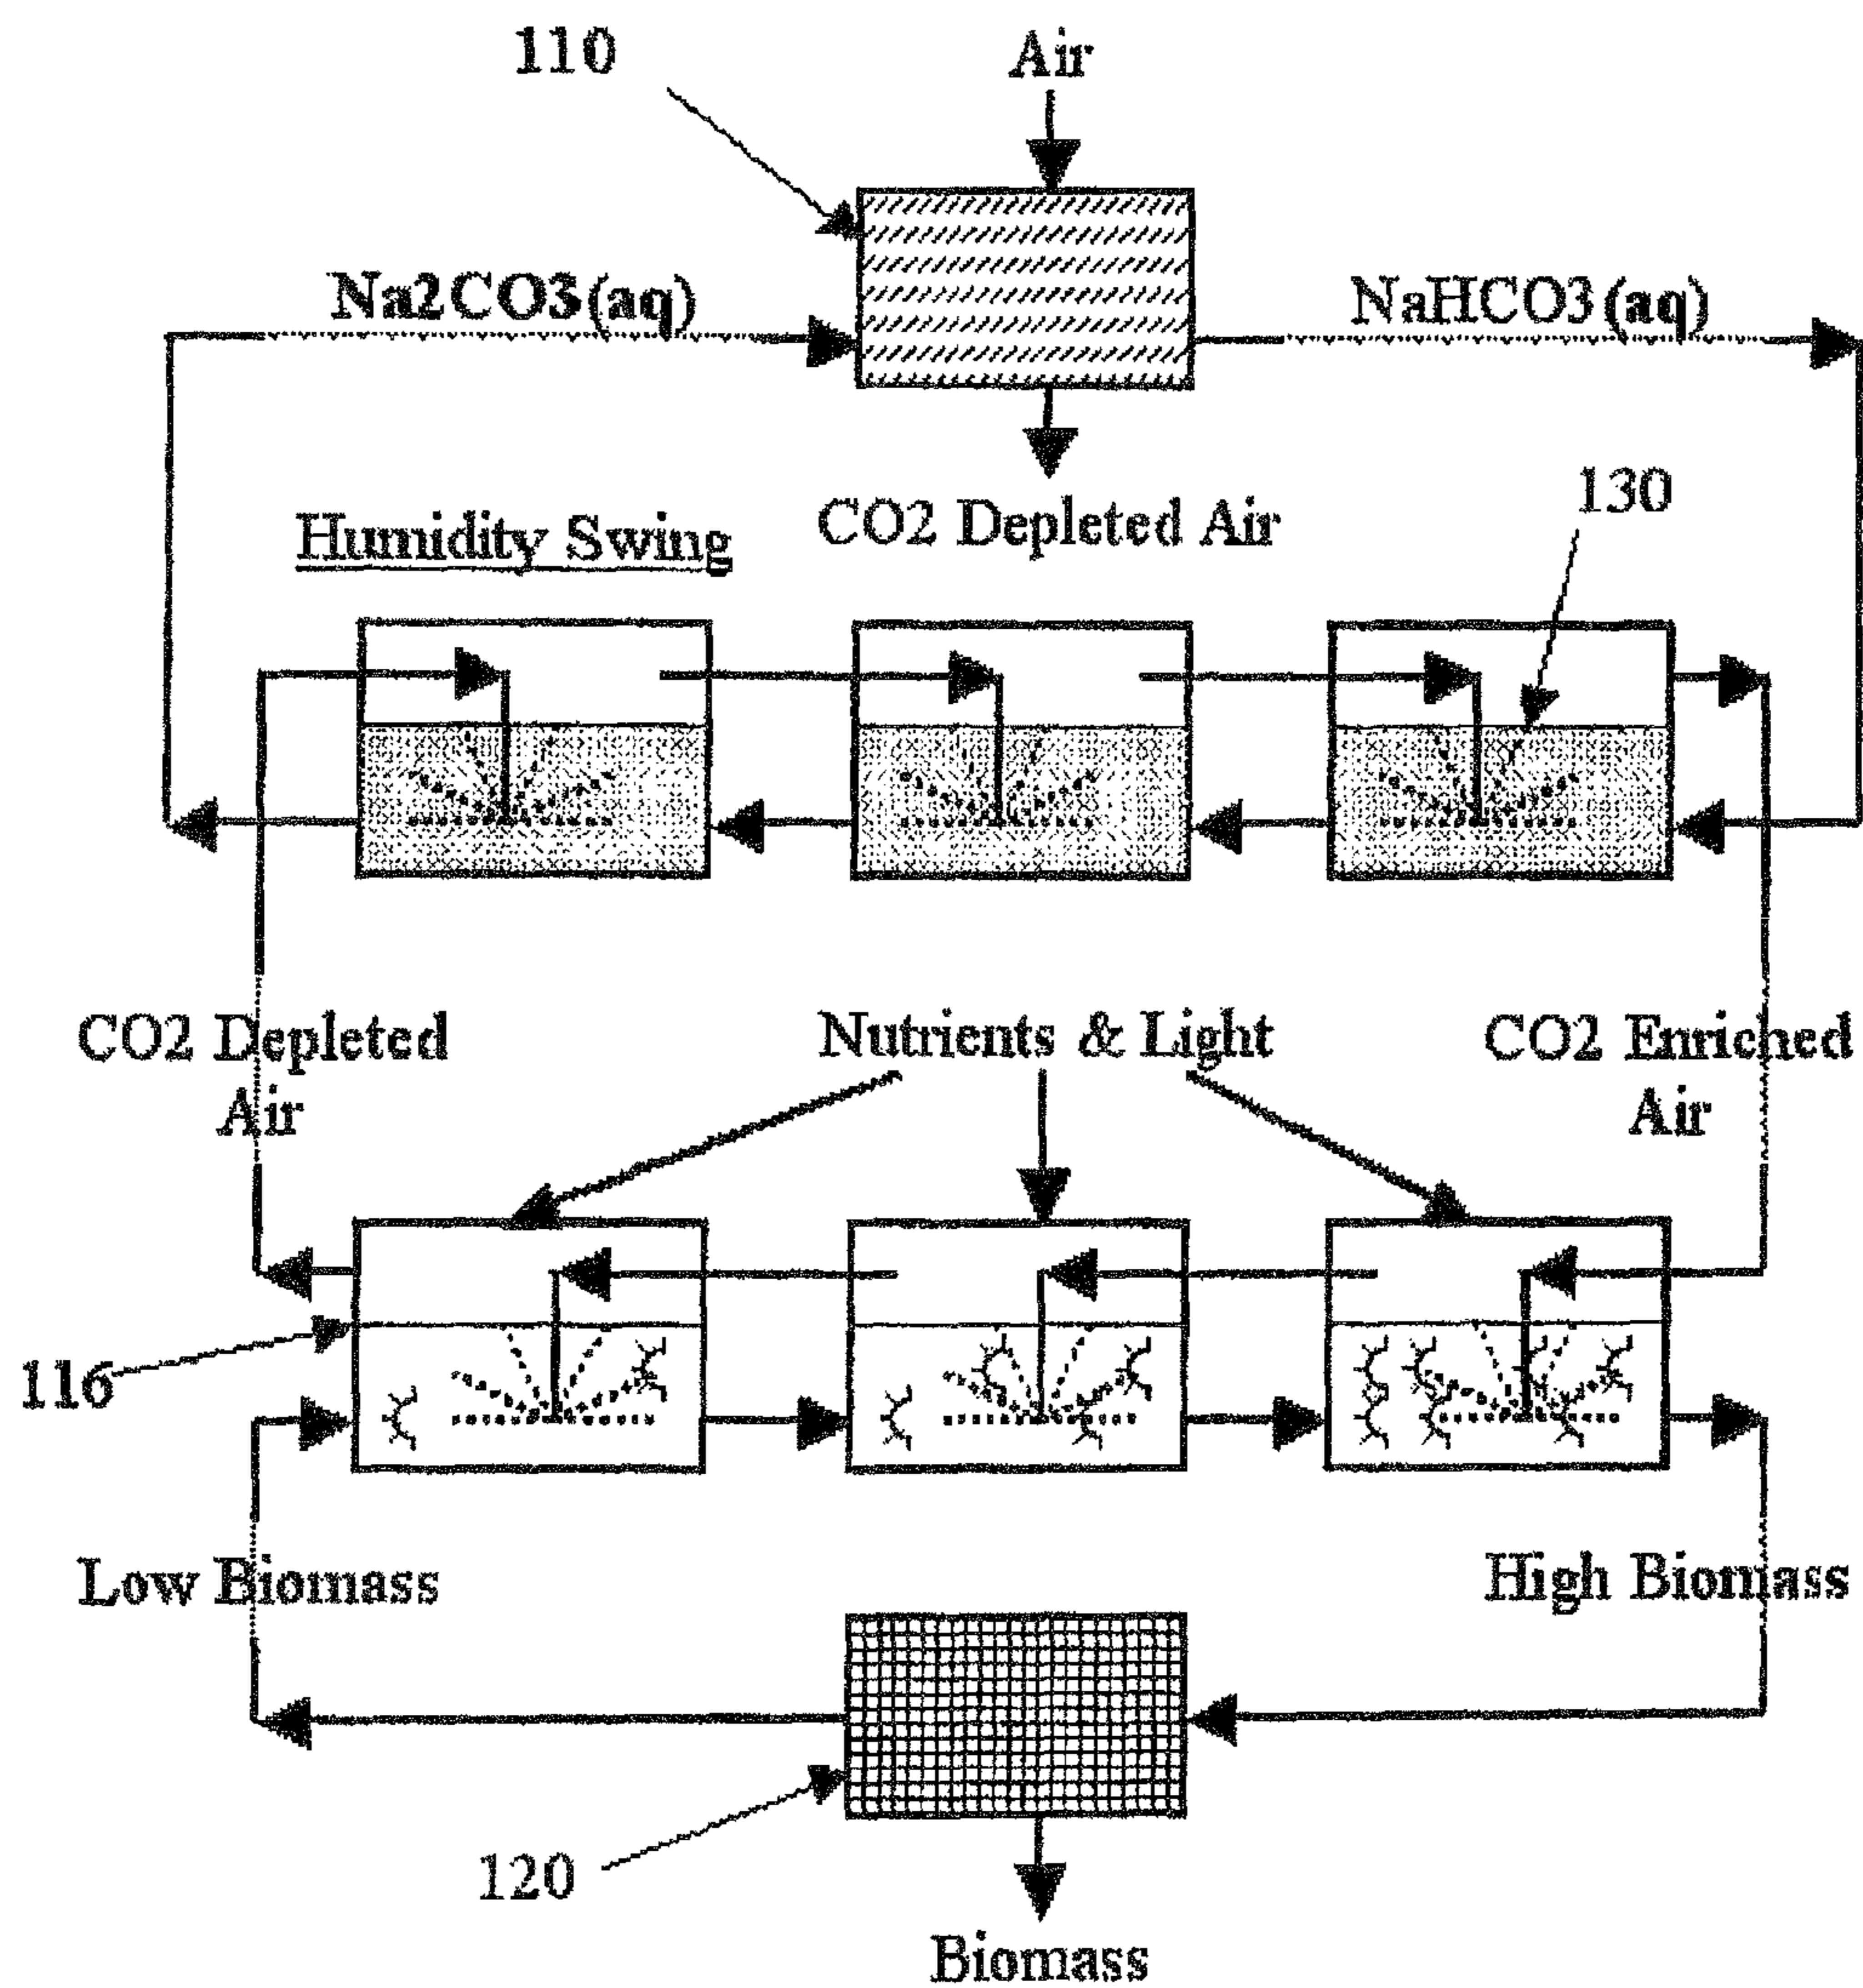 110
Air
Na2CO3(aq)
NaHCO3(aq)
130
Humidity Swing
CO2 Depleted Air
CO2 Depleted
Air
Nutrients & Light
CO2 Enriched
Air
116
Low Biomass
High Biomass
120
Biomass